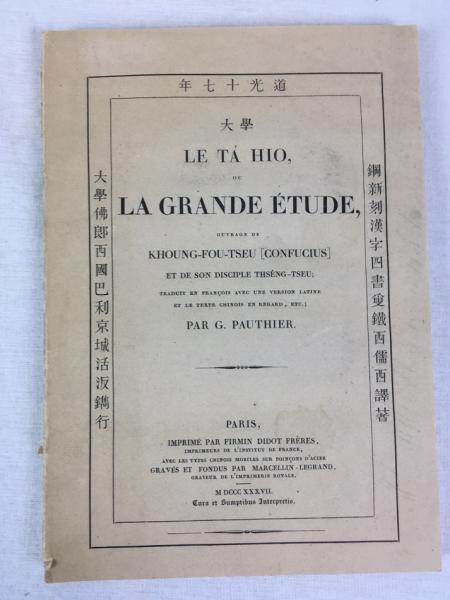 道光十七年
大學
LE TÁ HIO,
OU
LA GRANDE ÉTUDE,
OUVRAGE DE
KHOUNG-FOU-TSEU [CONFUCIUS]
ET DE SON DISCIPLE THSÊNG-TSEU;
TRADUIT EN FRANÇOIS AVEC UNE VERSION LATINE
ET LE TEXTE CHINOIS EN REGARD, ETC.;
PAR G. PAUTHIER.
PARIS,
IMPRIMÉ PAR FIRMIN DIDOT FRÈRES,
IMPRIMEURS DE L'INSTITUT DE FRANCE,
AVEC LES TYPES CHINOIS MOBILES SUR POINÇONS D'ACIER
GRAVÉS ET FONDUS PAR MARCELLIN-LEGRAND,
GRAVEUR DE L'IMPRIMERIE ROYALE.
M DCCC XXXVII.
Cura et Sumptibus Interpretis.
鋼新刻漢字四書鐵西儒西譯著
大學佛郎西國巴利京城活鐫行